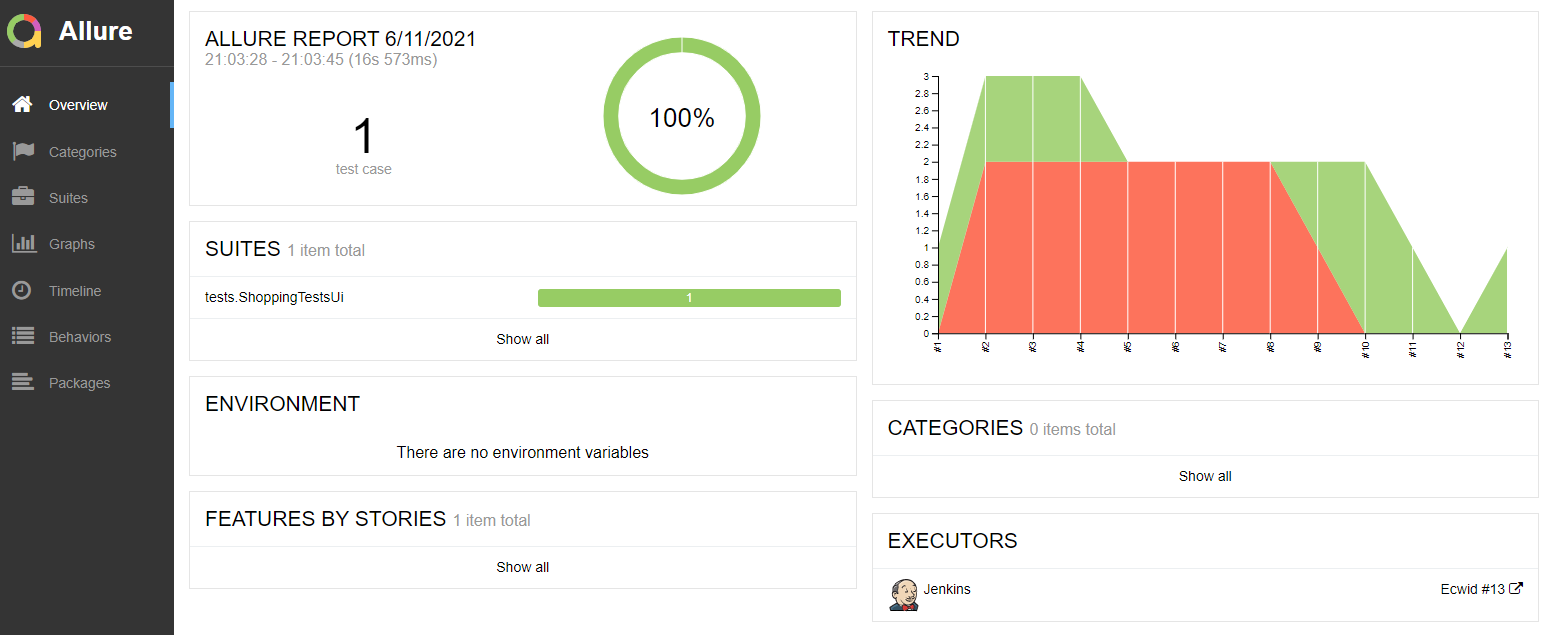 Allure
Overview
Categories
Suites
Graphs
Timeline
Behaviors
Packages
ALLURE REPORT 6/11/2021
21:03:28 - 21:03:45 (16s 573ms)
1
test case
100%
SUITES 1 item total
tests.ShoppingTestsUi 1
Show all
ENVIRONMENT
There are no environment variables
FEATURES BY STORIES 1 item total
Show all
TREND
3
2.8
2.6
2.4
2.2
2
1.8
1.6
1.4
1.2
1
0.8
0.6
0.4
0.2
0
#1 #2 #3 #4 #5 #6 #7 #8 #9 #10 #11 #12 #13
CATEGORIES 0 items total
Show all
EXECUTORS
Jenkins Ecwid #13